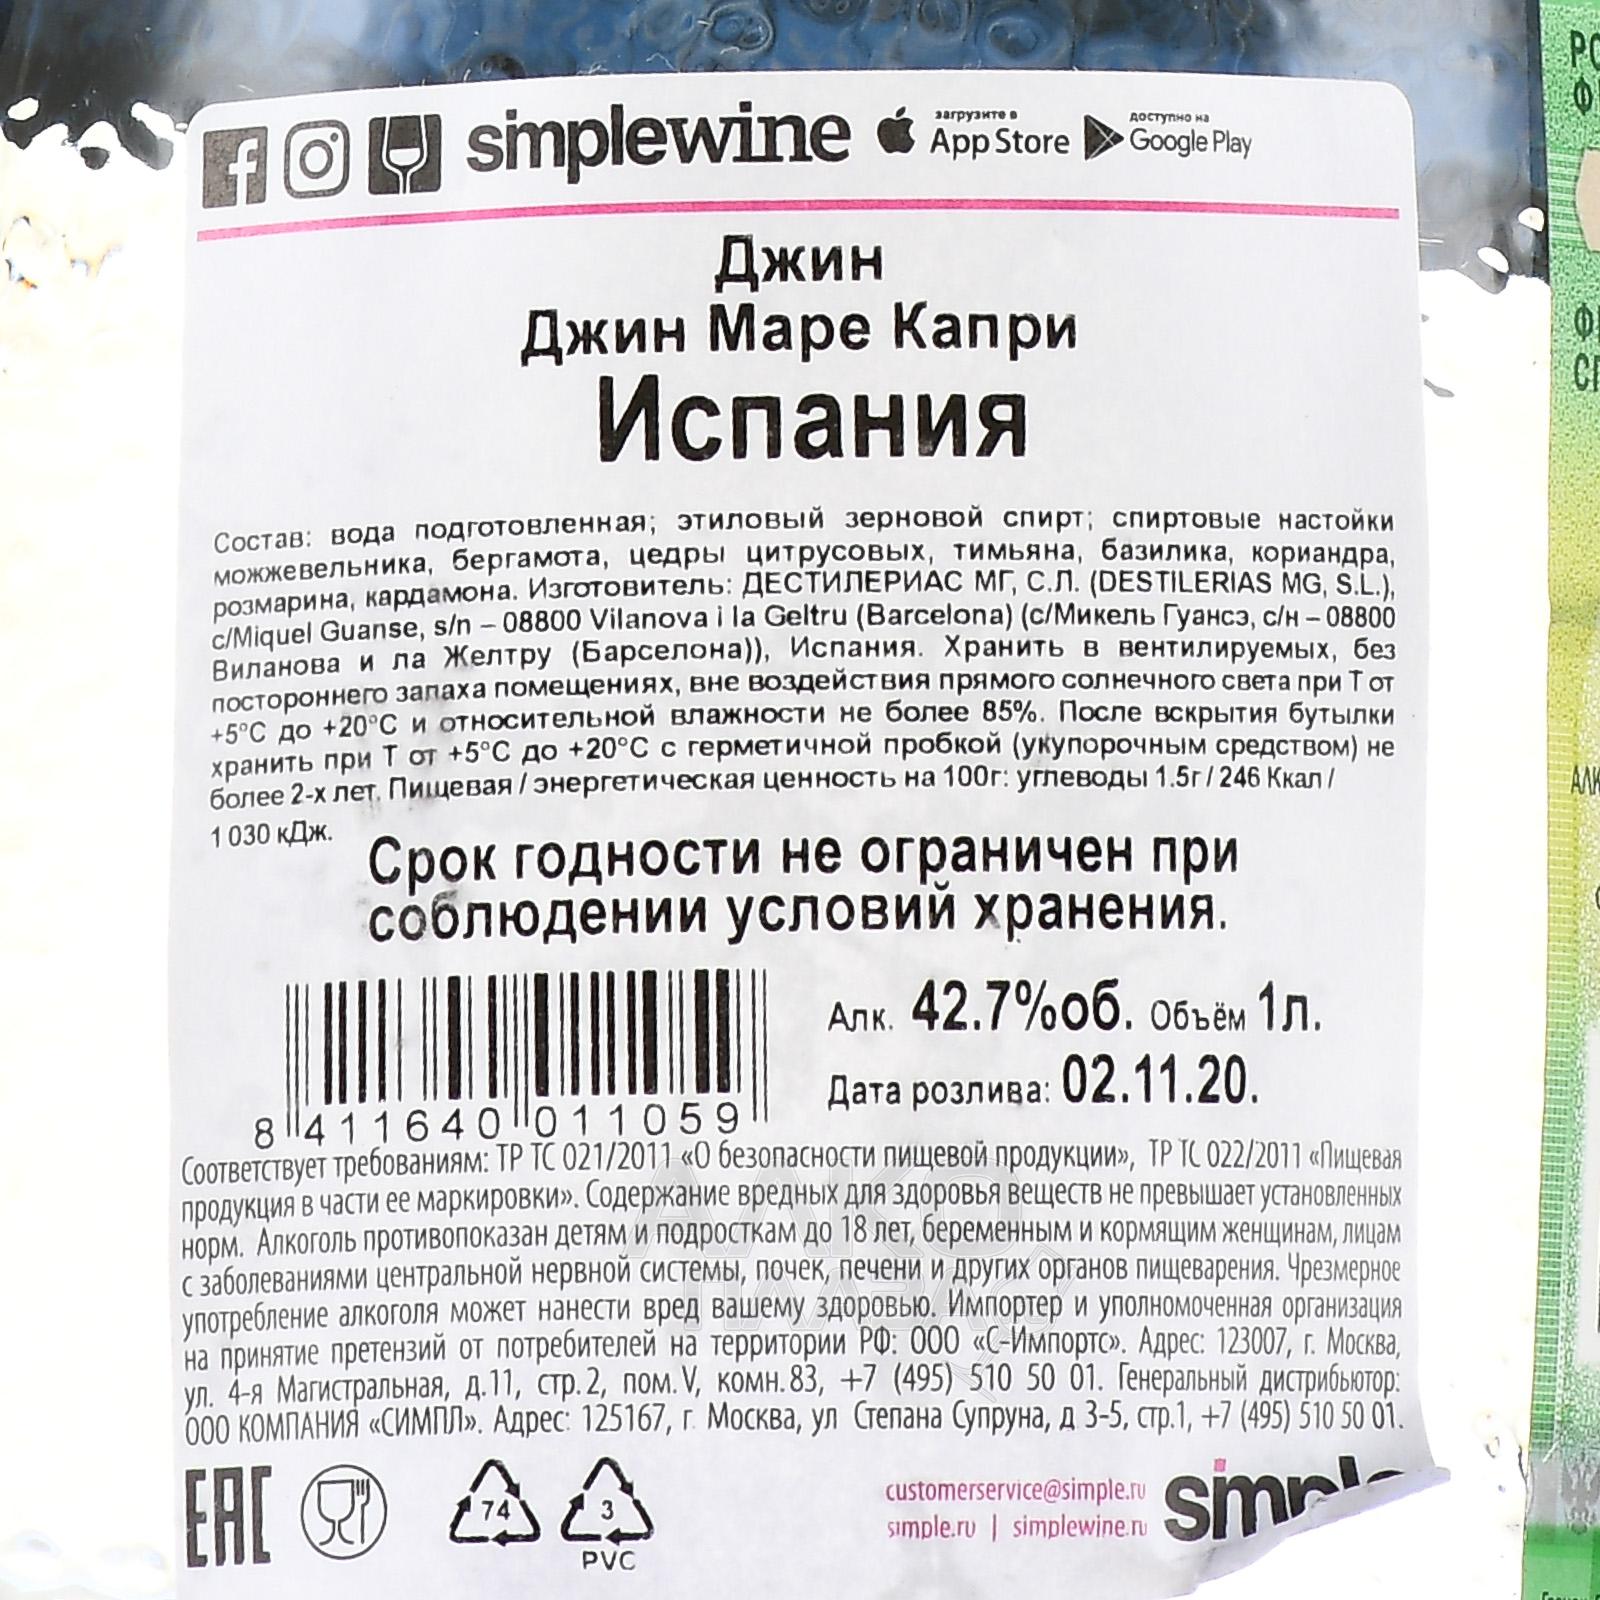 simplewine
загрузите в
App Store
доступно на
Google Play
Джин
Джин Маре Капри
Испания
Состав: вода подготовленная; этиловый зерновой спирт; спиртовые настойки
можжевельника, бергамота, цедры цитрусовых, тимьяна, базилика, кориандра,
розмарина, кардамона. Изготовитель: ДЕСТИЛЕРИАС МГ, С.Л. (DESTILERIAS MG, S.L.),
c/Miquel Guanse, s/n – 08800 Vilanova i la Geltru (Barcelona) (с/Микель Гуансэ, с/н – 08800
Виланова и ла Желтру (Барселона)), Испания. Хранить в вентилируемых, без
постороннего запаха помещениях, вне воздействия прямого солнечного света при Т от
+5°С до +20°С и относительной влажности не более 85%. После вскрытия бутылки
хранить при Т от +5°С до +20°С с герметичной пробкой (укупорочным средством) не
более 2-х лет. Пищевая / энергетическая ценность на 100г: углеводы 1.5г / 246 Ккал /
1 030 кДж.
Срок годности не ограничен при
соблюдении условий хранения.
Алк. 42.7%об. Объём 1л.
Дата розлива: 02.11.20.
8 411640 011059
Соответствует требованиям: ТР ТС 021/2011 «О безопасности пищевой продукции», ТР ТС 022/2011 «Пищевая
продукция в части ее маркировки». Содержание вредных для здоровья веществ не превышает установленных
норм. Алкоголь противопоказан детям и подросткам до 18 лет, беременным и кормящим женщинам, лицам
с заболеваниями центральной нервной системы, почек, печени и других органов пищеварения. Чрезмерное
употребление алкоголя может нанести вред вашему здоровью. Импортер и уполномоченная организация
на принятие претензий от потребителей на территории РФ: ООО «С-Импортс». Адрес: 123007, г. Москва,
ул. 4-я Магистральная, д.11, стр.2, пом.V, комн.83, +7 (495) 510 50 01. Генеральный дистрибьютор:
ООО КОМПАНИЯ «СИМПЛ». Адрес: 125167, г. Москва, ул Степана Супруна, д 3-5, стр.1, +7 (495) 510 50 01.
EAC
74
3
PVC
customerservice@simple.ru
simple.ru | simplewine.ru
simple
АЛКО
ПЛАЗА